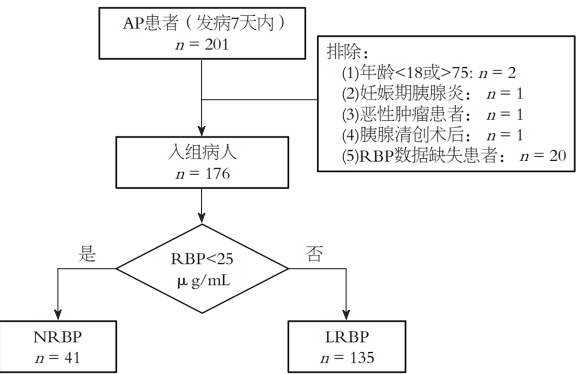 AP患者（发病7天内）
n = 201
排除：
(1)年龄<18或>75: n = 2
(2)妊娠期胰腺炎： n = 1
(3)恶性肿瘤患者： n = 1
(4)胰腺清创术后： n = 1
(5)RBP数据缺失患者： n = 20
入组病人
n = 176
RBP<25
μg/mL
是
否
NRBP
n = 41
LRBP
n = 135